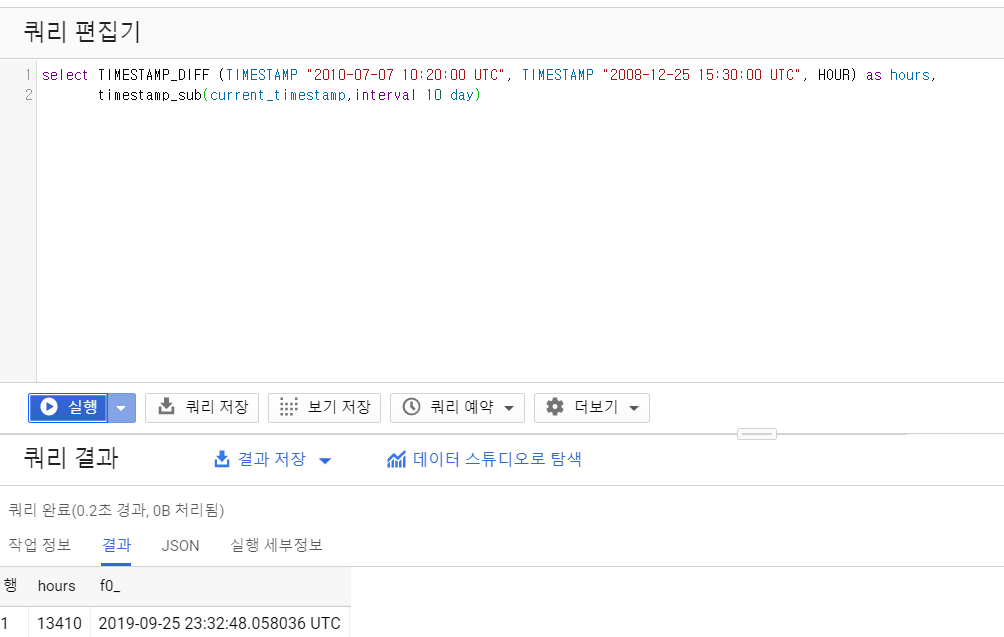 쿼리 편집기
1 select TIMESTAMP_DIFF (TIMESTAMP "2010-07-07 10:20:00 UTC", TIMESTAMP "2008-12-25 15:30:00 UTC", HOUR) as hours,
2 timestamp_sub(current_timestamp,interval 10 day)
실행 쿼리 저장 보기 저장 쿼리 예약 더보기
쿼리 결과 결과 저장 데이터 스튜디오로 탐색
쿼리 완료(0.2초 경과, 0B 처리됨)
작업 정보 결과 JSON 실행 세부정보
행 hours f0_
1 13410 2019-09-25 23:32:48.058036 UTC